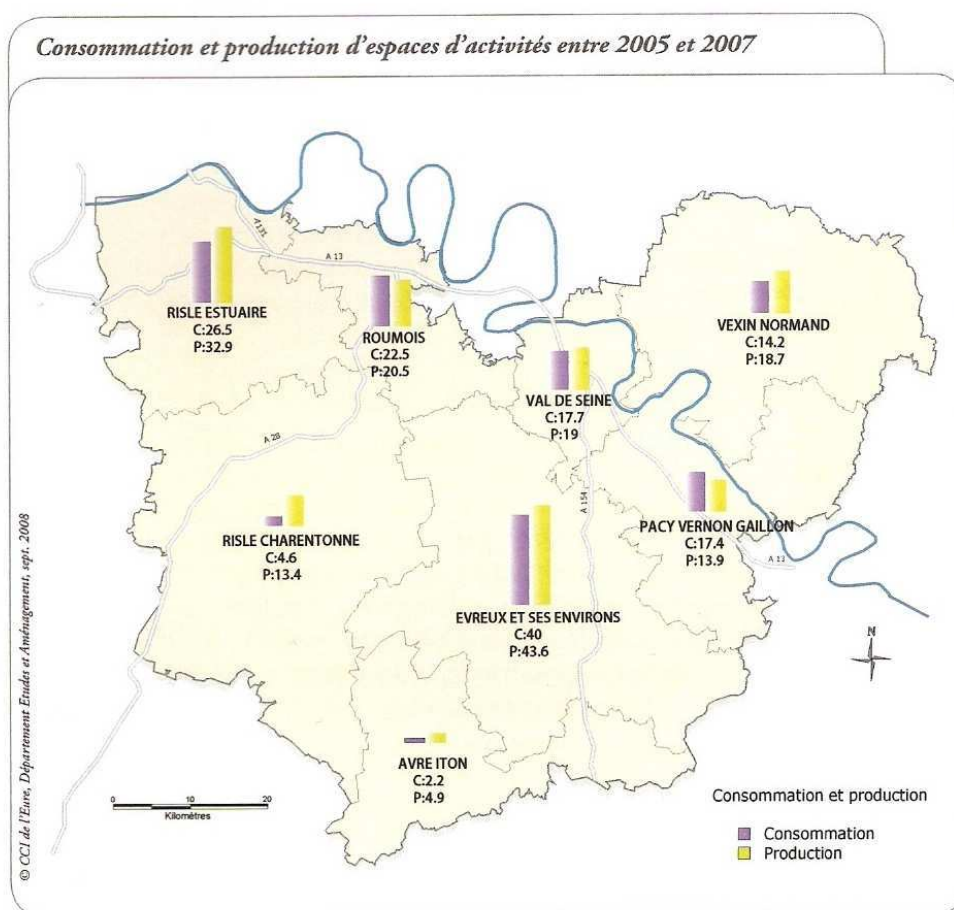 Consommation et production d'espaces d'activités entre 2005 et 2007
A131
A 13
RISLE ESTUAIRE
C:26.5
P:32.9
ROUMOIS
C:22.5
P:20.5
VEXIN NORMAND
C:14.2
P:18.7
VAL DE SEINE
C:17.7
P:19
A 28
A 154
PACY VERNON GAILLON
C:17.4
P:13.9
A 13
RISLE CHARENTONNE
C:4.6
P:13.4
EVREUX ET SES ENVIRONS
C:40
P:43.6
N
AVRE ITON
C:2.2
P:4.9
0 10 20
Kilomètres
Consommation et production
Consommation
Production
© CCI de l'Eure, Département Etudes et Aménagement, sept. 2008